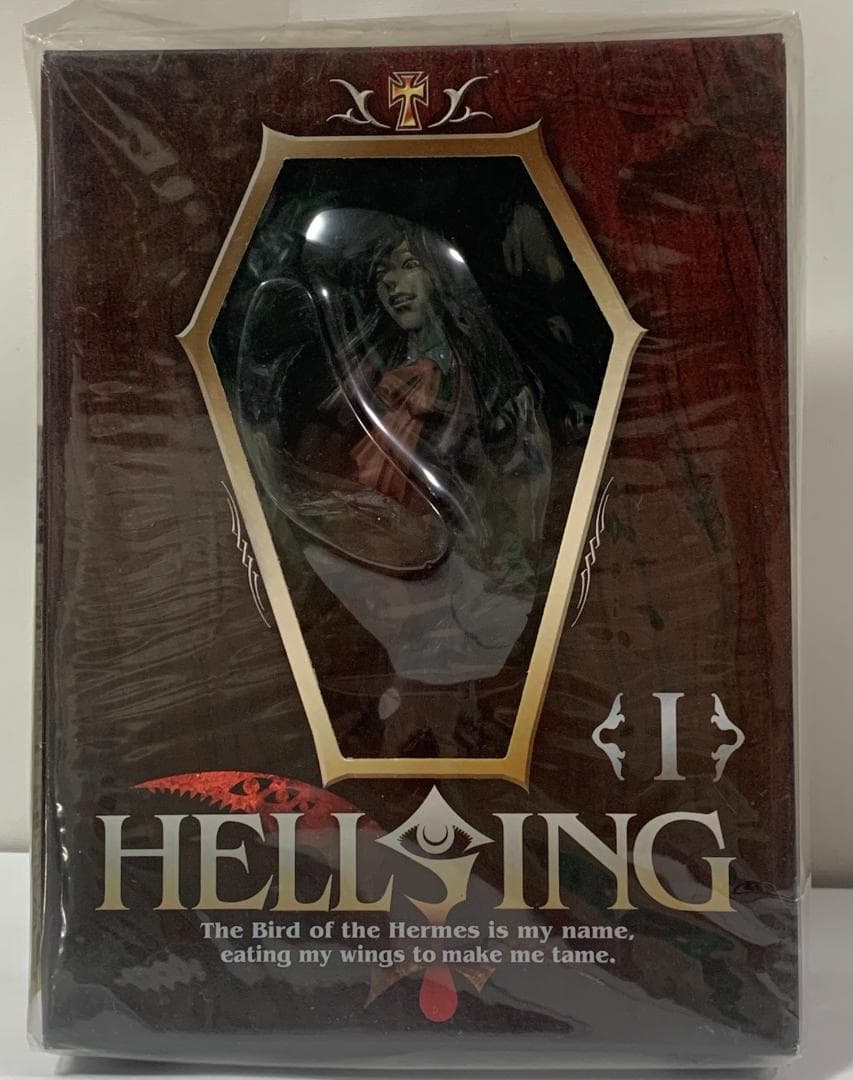 I
HELLSING
The Bird of the Hermes is my name,
eating my wings to make me tame.